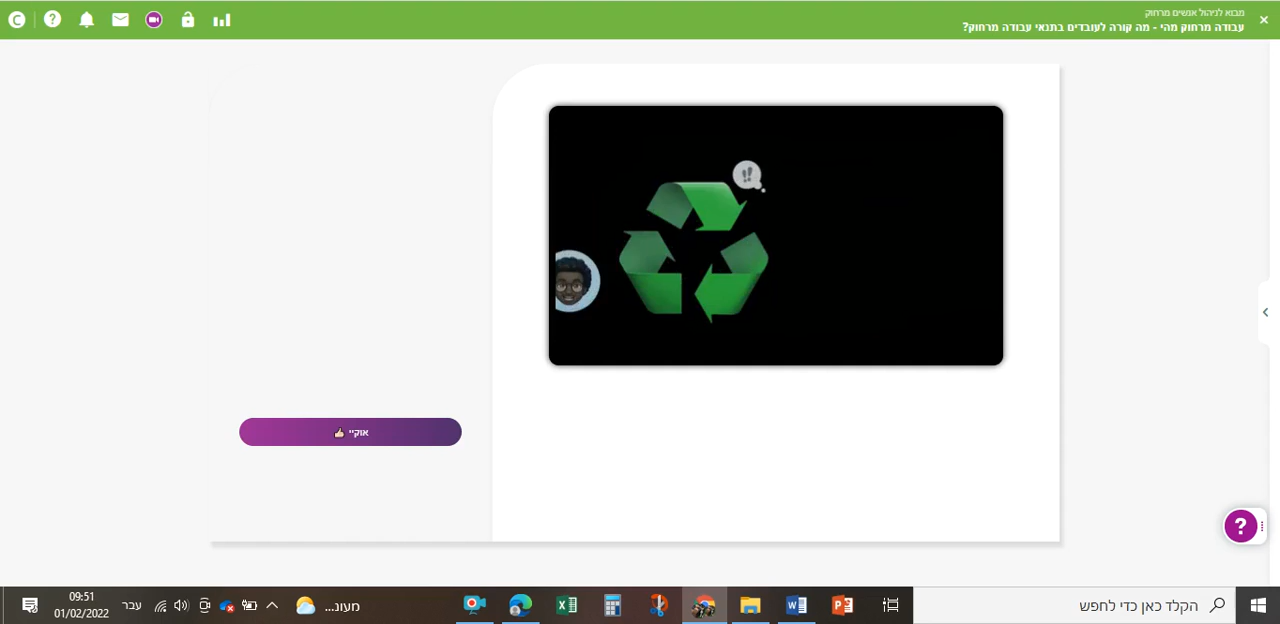 מבוא לניהול אנשים מרחוק
עבודה מרחוק מהי - מה קורה לעובדים בתנאי עבודה מרחוק?
אוקיי 👍
הקלד כאן כדי לחפש
מעונ...
עבר
09:51
01/02/2022